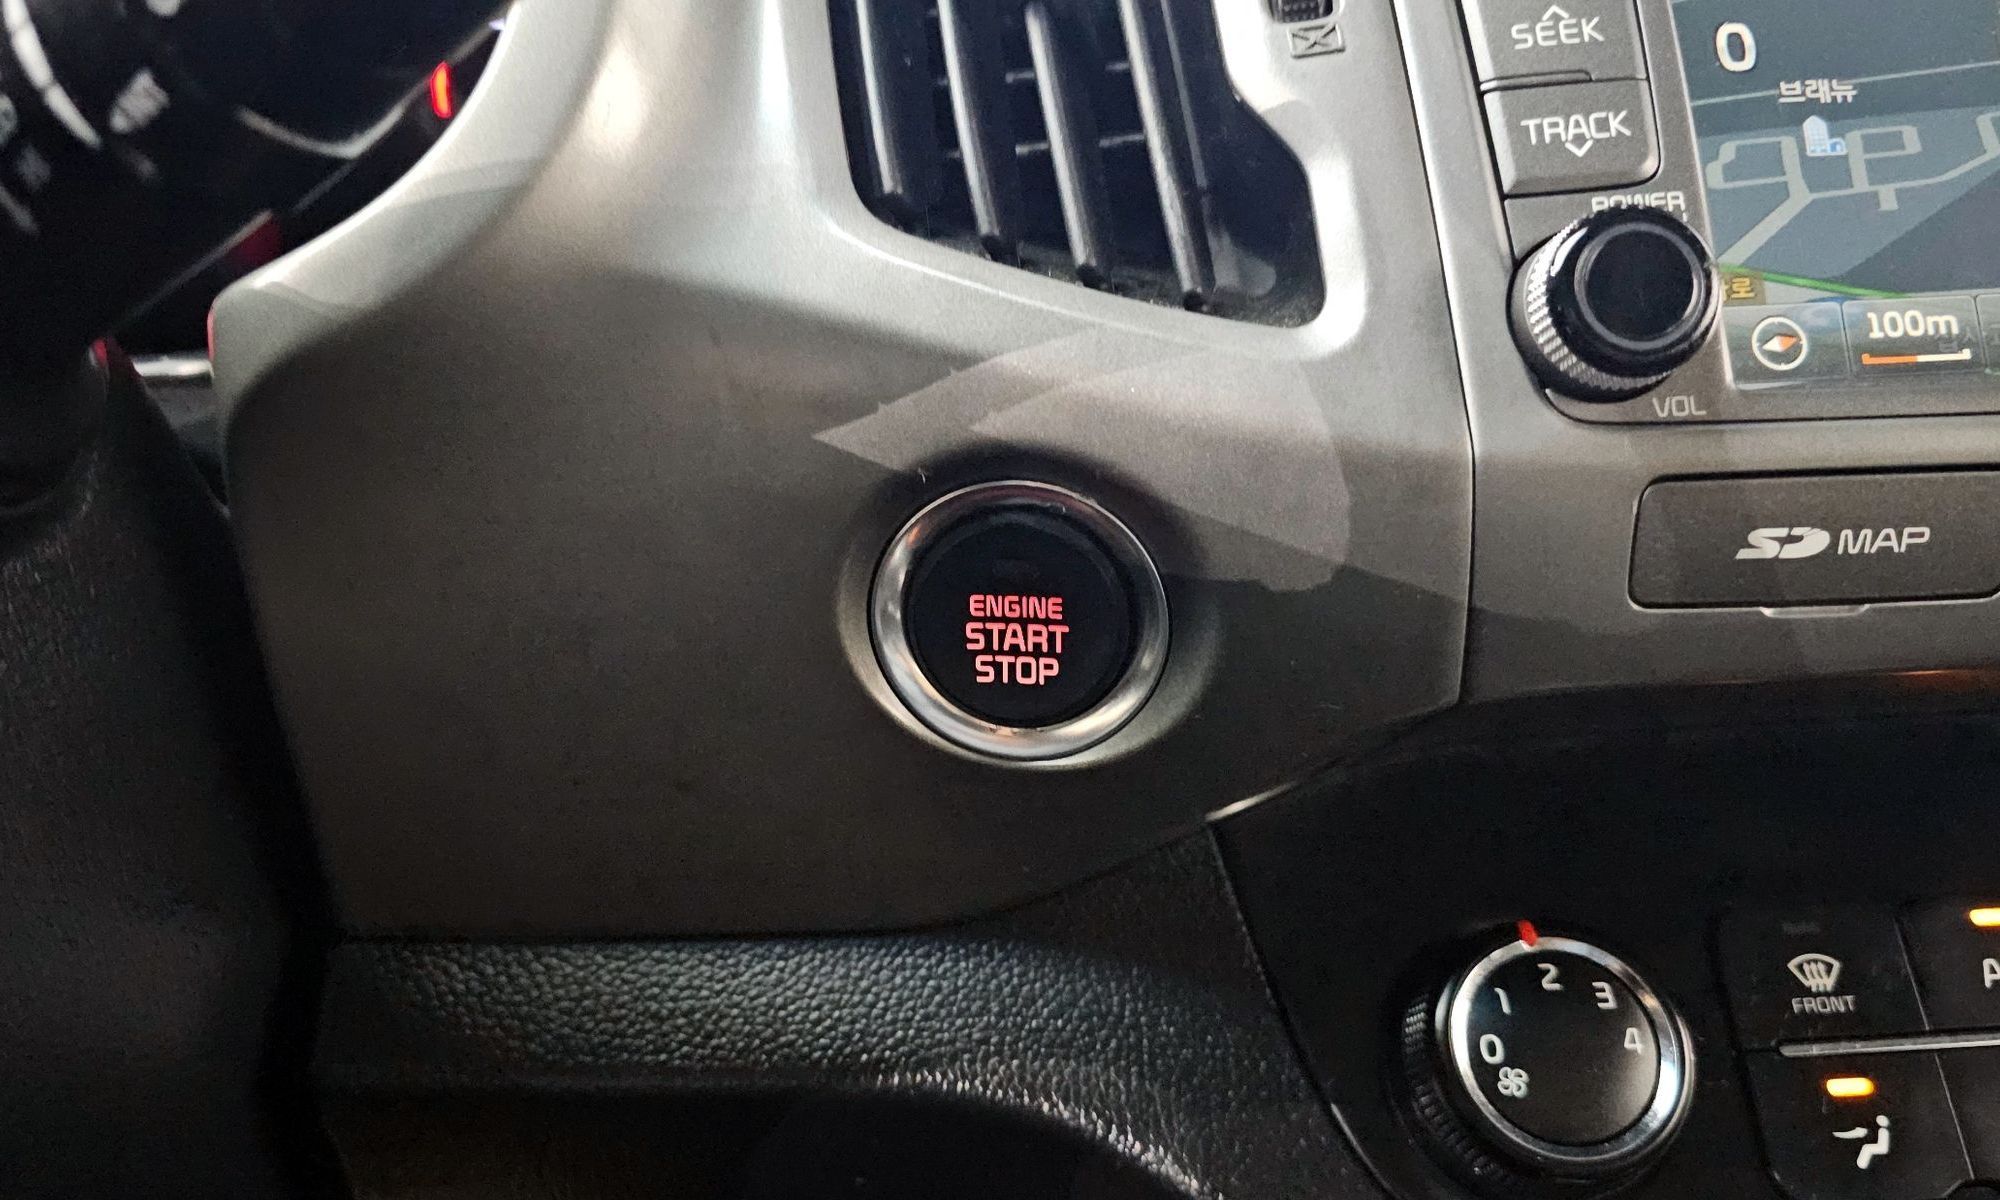 SEEK
TRACK
POWER
VOL
0
브래뉴
100m
SD MAP
ENGINE
START
STOP
0 1 2 3 4
FRONT